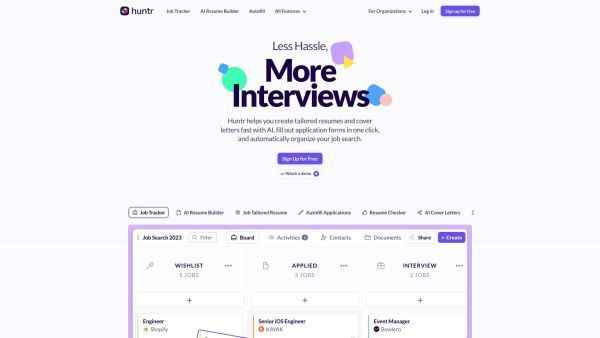 huntr Job Tracker AI Resume Builder Autofill All Features For Organizations Log in Sign up for free
Less Hassle,
More
Interviews
Huntr helps you create tailored resumes and cover
letters fast with AI, fill out application forms in one click,
and automatically organize your job search.
Sign Up for Free
or Watch a demo
Job Tracker AI Resume Builder Job Tailored Resume Autofill Applications Resume Checker AI Cover Letters
Job Search 2023 Filter Board Activities Contacts Documents Share + Create
WISHLIST APPLIED INTERVIEW
5 JOBS 3 JOBS 2 JOBS
+ + +
Engineer Senior iOS Engineer Event Manager
Shopify KAYAK Bowlero